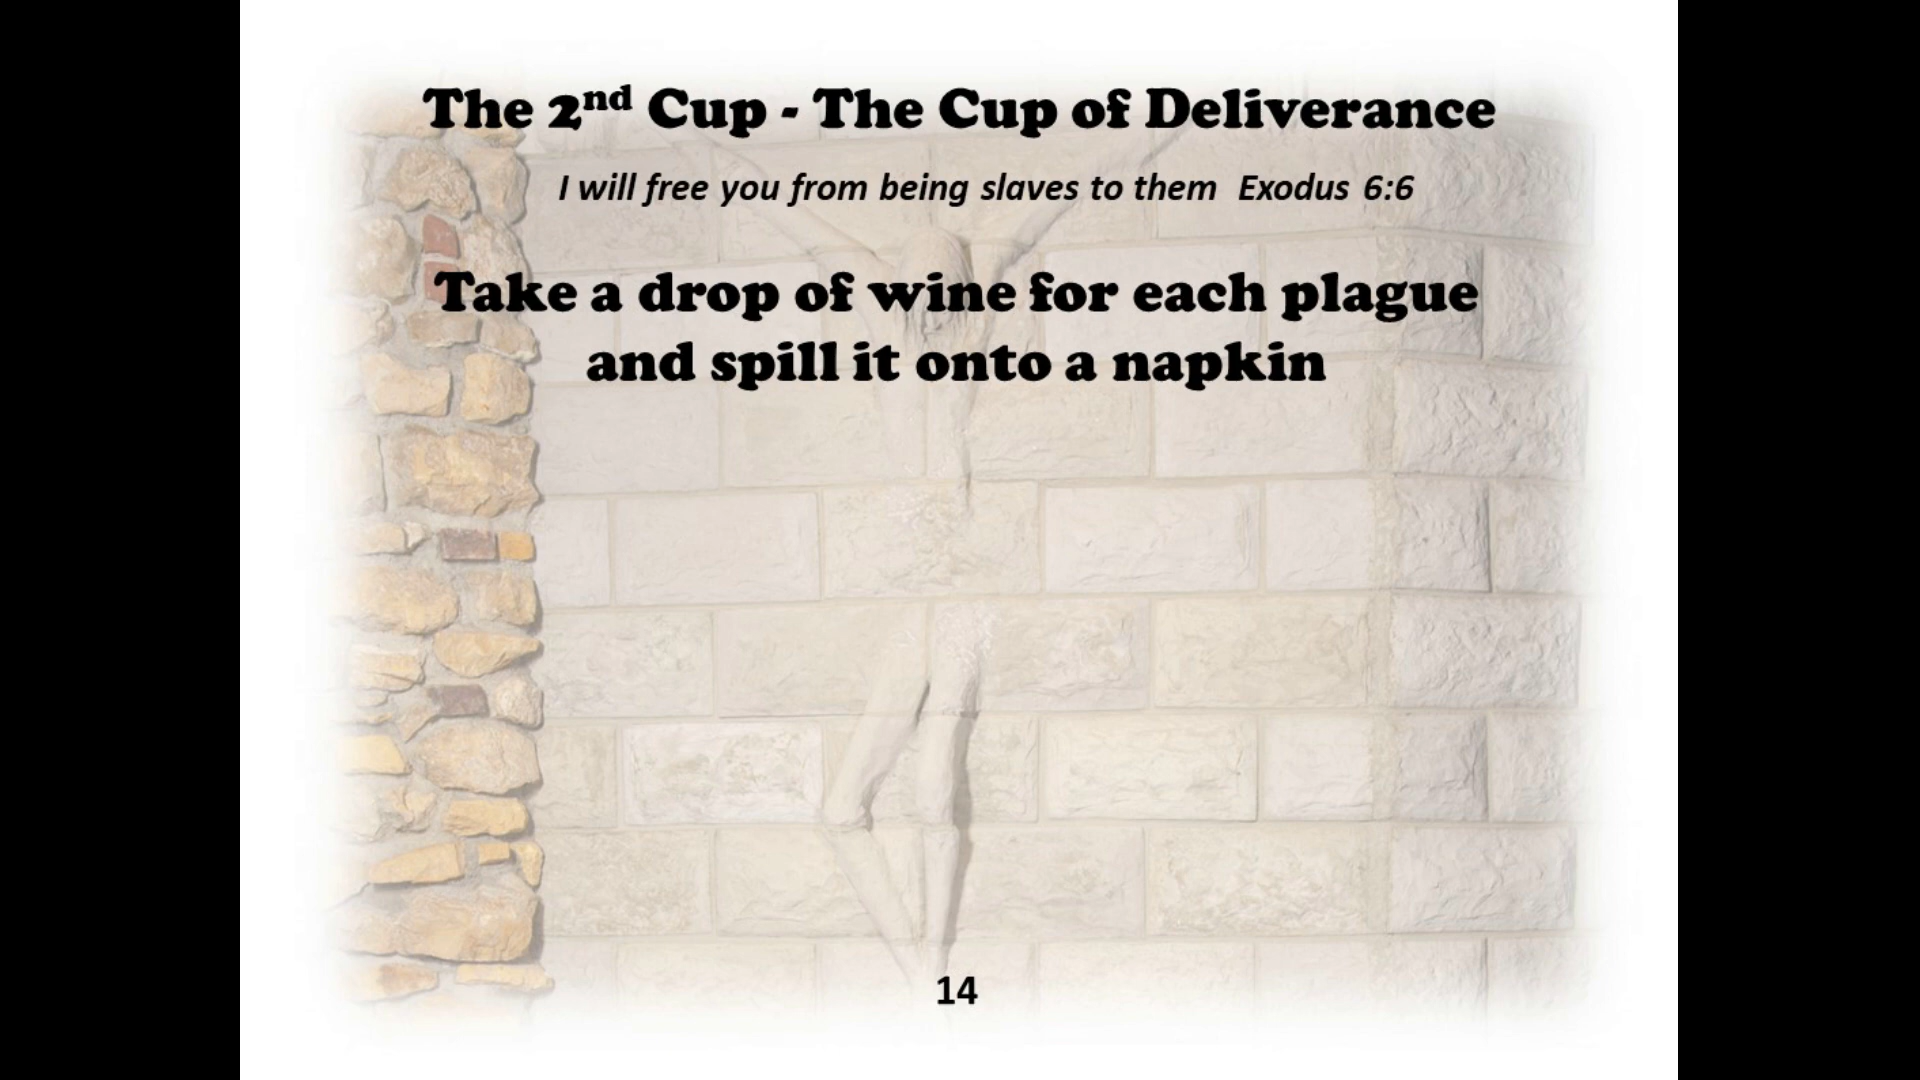 The 2nd Cup - The Cup of Deliverance
I will free you from being slaves to them  Exodus 6:6
Take a drop of wine for each plague
and spill it onto a napkin
14